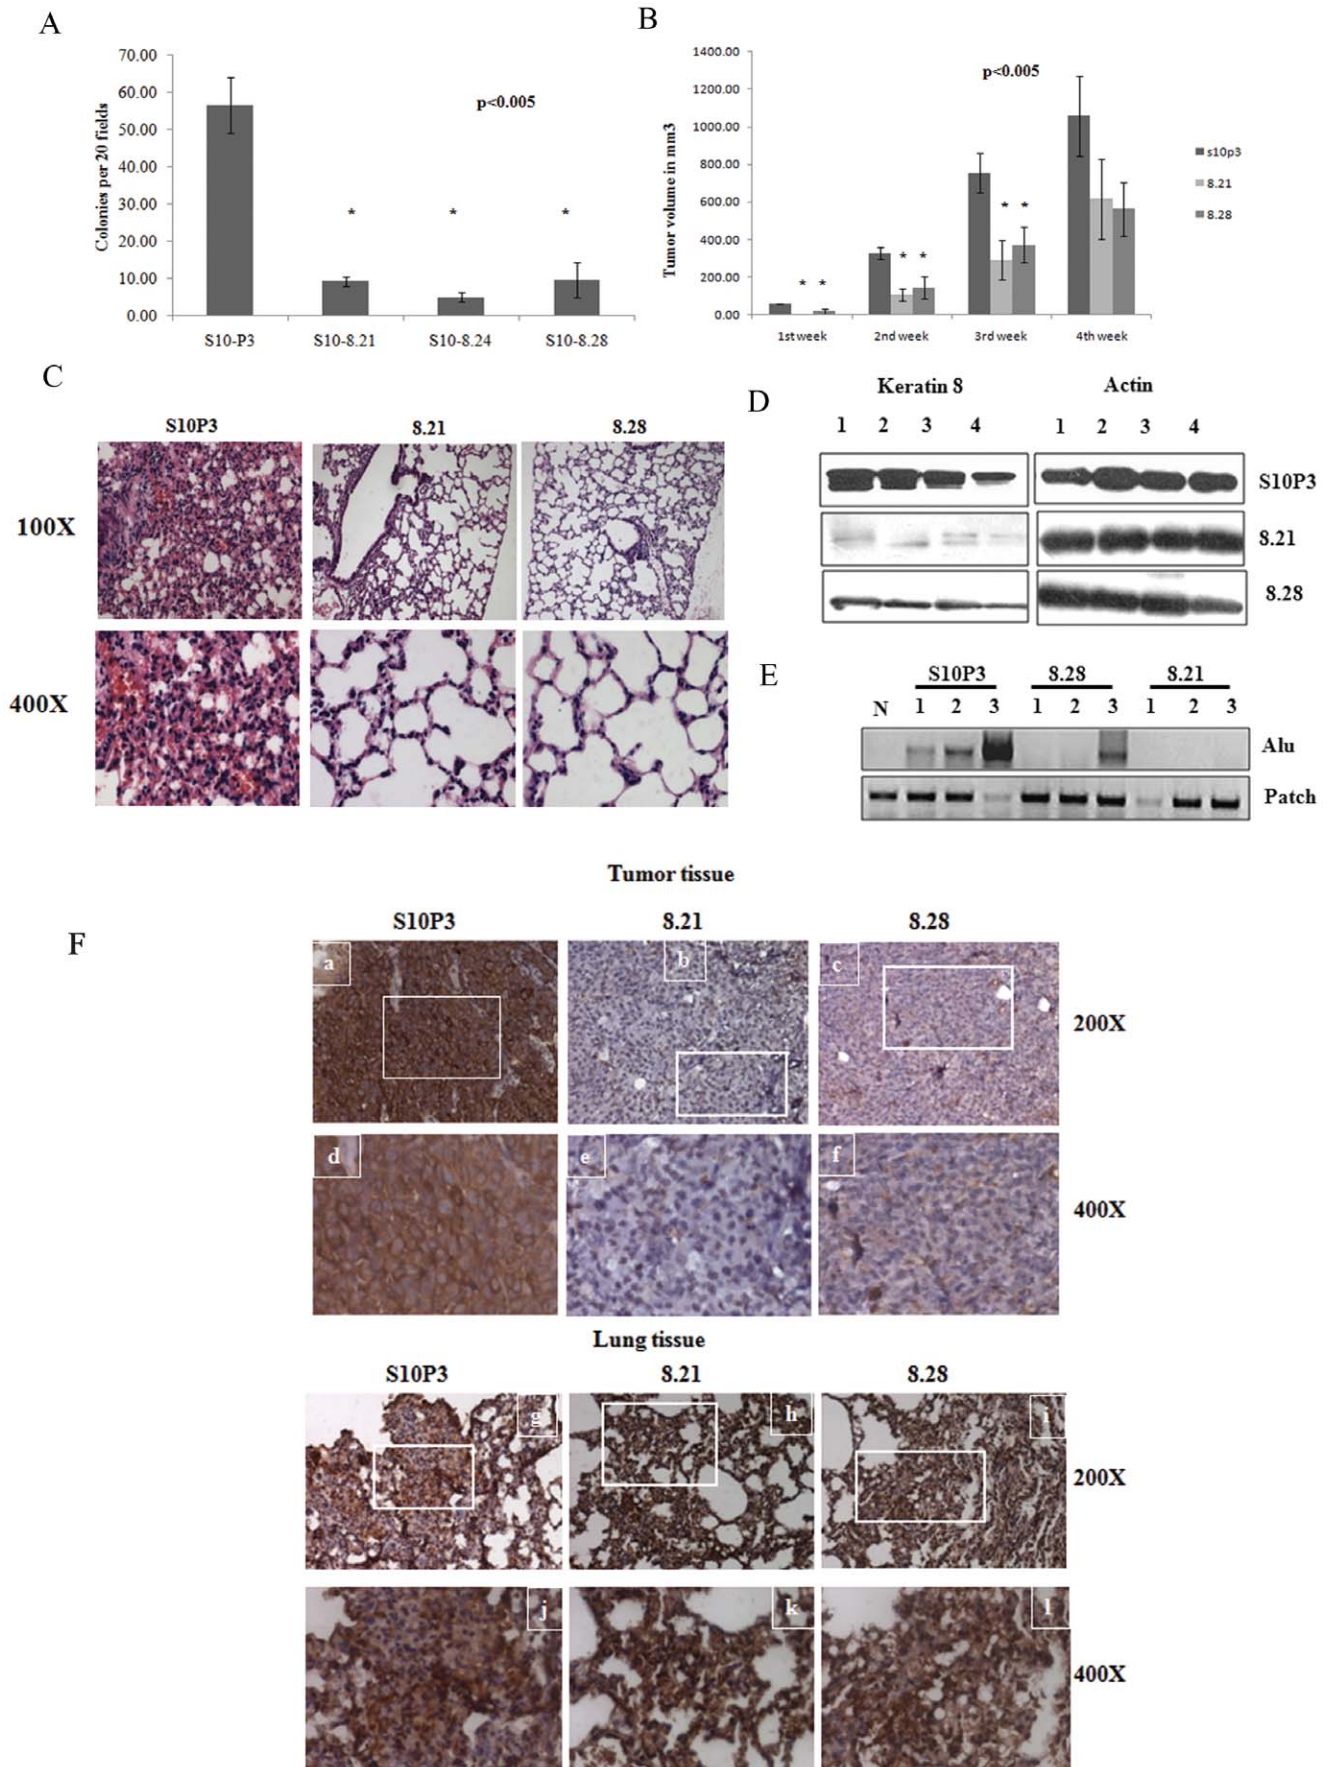 A
70.00
60.00
50.00
40.00
30.00
20.00
10.00
0.00
Colonies per 20 fields
p<0.005
* * *
S10-P3 S10-8.21 S10-8.24 S10-8.28
B
1400.00
1200.00
1000.00
800.00
600.00
400.00
200.00
0.00
Tumor volume in mm3
p<0.005
* *
* *
* *
s10p3
8.21
8.28
1st week 2nd week 3rd week 4th week
C
S10P3 8.21 8.28
100X
400X
D
Keratin 8 Actin
1 2 3 4 1 2 3 4
S10P3
8.21
8.28
E
S10P3 8.28 8.21
N 1 2 3 1 2 3 1 2 3
Alu
Patch
F
Tumor tissue
S10P3 8.21 8.28
a b c
200X
d e f
400X
Lung tissue
S10P3 8.21 8.28
g h i
200X
j k l
400X